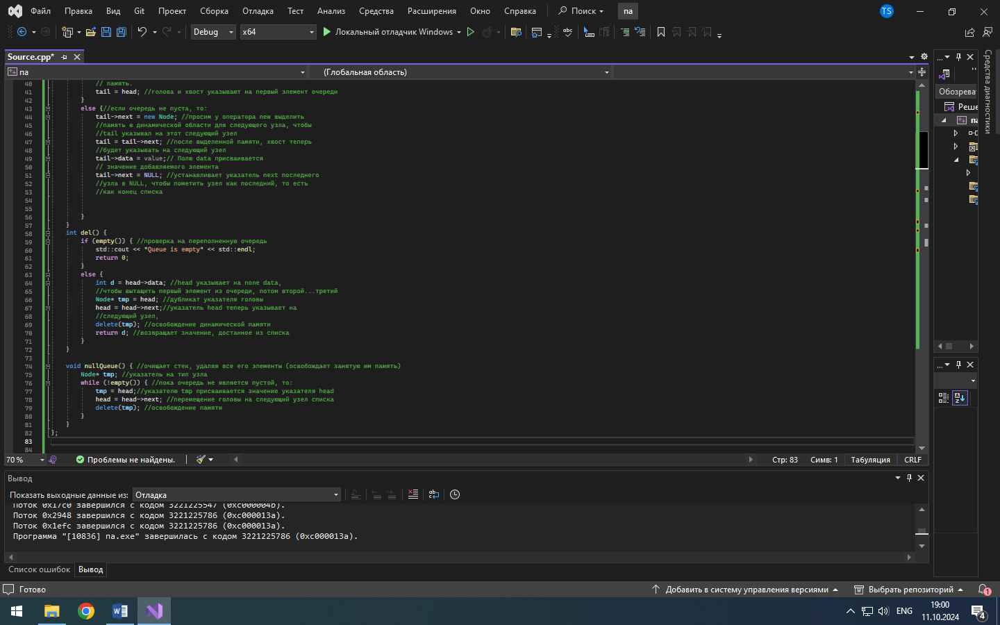 Файл Правка Вид Git Проект Сборка Отладка Тест Анализ Средства Расширения Окно Справка Поиск na TS
Debug x64 Локальный отладчик Windows
Source.cpp*
na (Глобальная область)
40 // память.
41 tail = head; //голова и хвост указывают на первый элемент очереди
42 }
43 else {//если очередь не пуста, то:
44 tail->next = new Node; //просим у оператора new выделить
45 //память в динамической области для следующего узла, чтобы
46 //tail указывал на этот следующий узел
47 tail = tail->next; //после выделенной памяти, хвост теперь
48 //будет указывать на следующий узел
49 tail->data = value;// Полю data присваивается
50 // значение добавляемого элемента
51 tail->next = NULL; //устанавливает указатель next последнего
52 //узла в NULL, чтобы пометить узел как последний, то есть
53 //как конец списка
54
55
56 }
57 }
58 int del() {
59 if (empty()) { //проверка на переполненную очередь
60 std::cout << "Queue is empty" << std::endl;
61 return 0;
62 }
63 else {
64 int d = head->data; //head указывает на поле data,
65 //чтобы вытащить первый элемент из очереди, потом второй...третий
66 Node* tmp = head; //дубликат указателя головы
67 head = head->next;//указатель head теперь указывает на
68 //следующий узел,
69 delete(tmp); //освобождение динамической памяти
70 return d; //возвращает значение, достанное из списка
71 }
72 }
73
74 void nullQueue() { //очищает стек, удаляя все его элементы (освобождает занятую им память)
75 Node* tmp; //указатель на тип узла
76 while (!empty()) { //пока очередь не является пустой, то:
77 tmp = head;//указателю tmp присваивается значение указателя head
78 head = head->next; //перемещение головы на следующий узел списка
79 delete(tmp); //освобождение памяти
80 }
81 }
82 };
83
84
70 % Проблемы не найдены. Стр: 83 Симв: 1 Табуляция CRLF
Обозреват
Реше
па
Средства диагностики
Вывод
Показать выходные данные из: Отладка
Поток 0x17c0 завершился с кодом 3221225547 (0xc000004b).
Поток 0x2948 завершился с кодом 3221225786 (0xc000013a).
Поток 0x1efc завершился с кодом 3221225786 (0xc000013a).
Программа "[10836] na.exe" завершилась с кодом 3221225786 (0xc000013a).
Список ошибок Вывод
Готово Добавить в систему управления версиями Выбрать репозиторий 1
ENG 19:00
11.10.2024 4